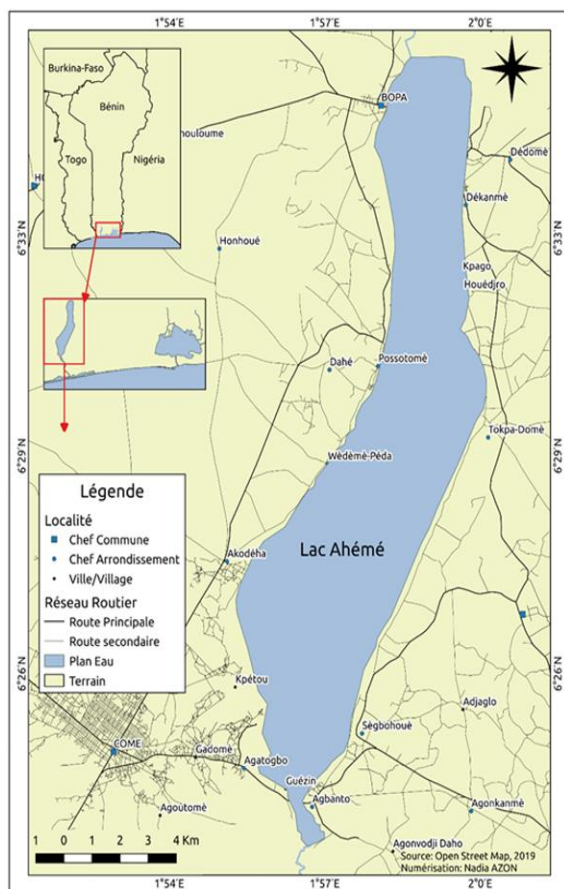 1°54'E 1°57'E 2°0'E
Burkina-Faso
Bénin
Togo
Nigéria
BOPA
ouloume
Dédomè
Dékanmè
6°33'N
6°33'N
Honhoué
Kpago
Houédjro
Dahé
Possotomè
Tokpa-Domè
6°29'N
6°29'N
Wèdèmè-Péda
Légende
Localité
Chef Commune
Chef Arrondissement
Ville/Village
Réseau Routier
Route Principale
Route secondaire
Plan Eau
Terrain
Lac Ahémé
Akodéha
6°26'N
6°26'N
Kpétou
Adjaglo
Sègbohouè
COME
Gadomè
Agatogbo
Guézin
Agbanto
Agoutomè
Agonkanmè
Agonvodji Daho
1 0 1 2 3 4 Km
Source: Open Street Map, 2019
Numérisation: Nadia AZON
1°54'E 1°57'E 2°0'E